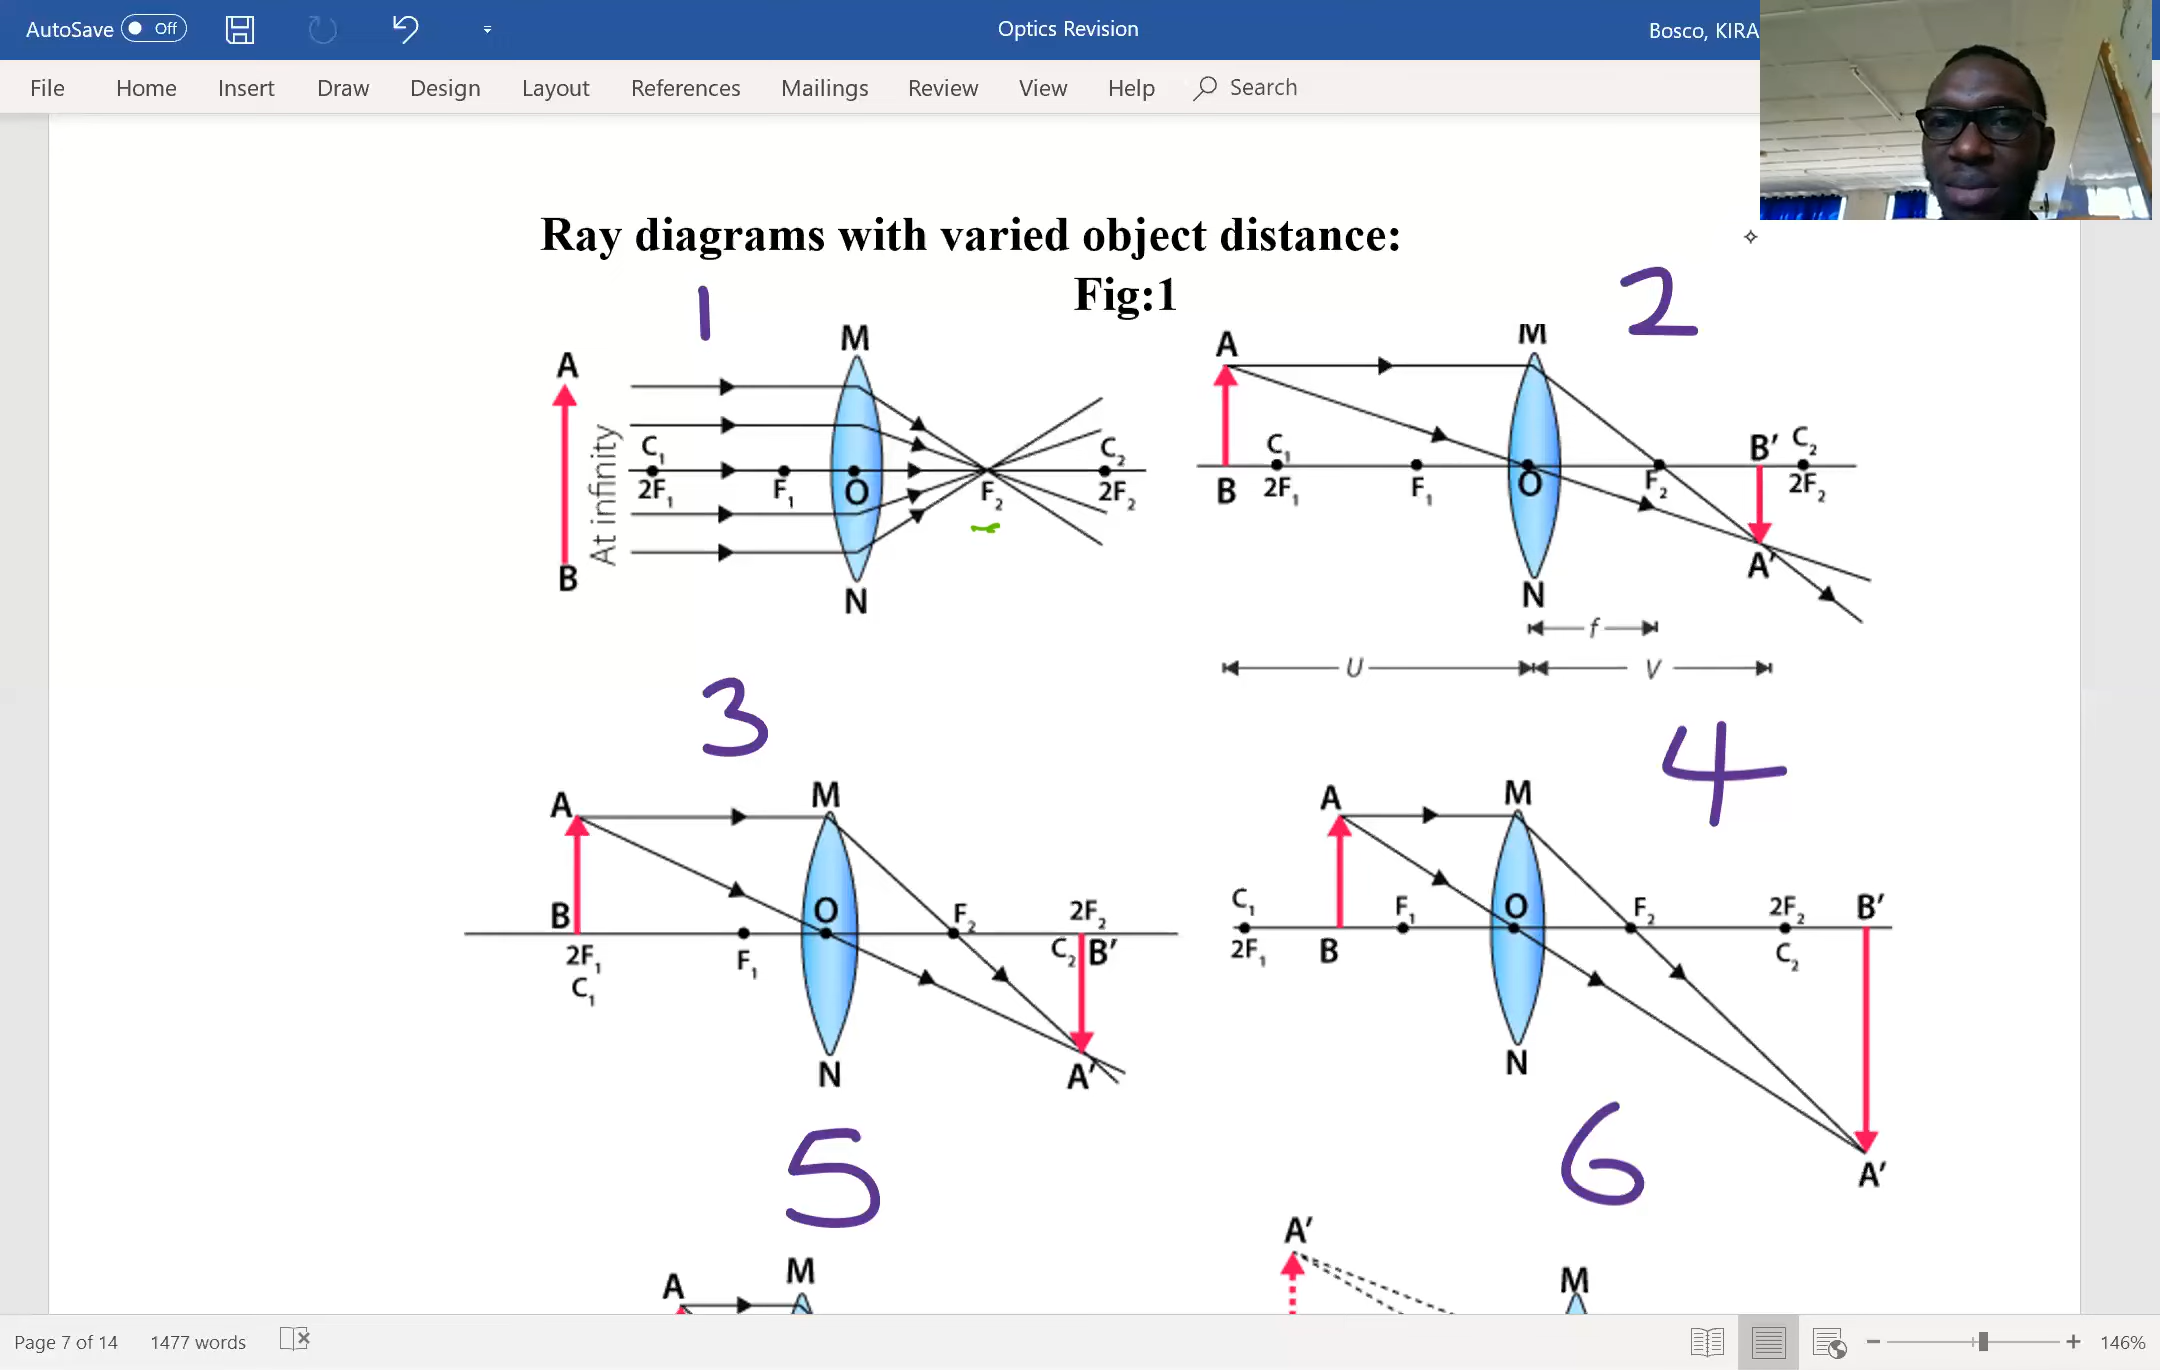 AutoSave Off
Optics Revision
Bosco, KIRA
File Home Insert Draw Design Layout References Mailings Review View Help Search
Ray diagrams with varied object distance:
Fig:1
1
A
B
At infinity
M
C1
2F1
F1
O
F2
C2
2F2
N
2
A
B
C1
2F1
F1
M
O
N
F2
B'
C2
2F2
A'
f
U
V
3
A
B
2F1
C1
F1
M
O
N
F2
2F2
C2
B'
A'
4
C1
2F1
A
B
F1
M
O
N
F2
2F2
C2
B'
A'
5
A
M
6
A'
M
Page 7 of 14 1477 words
146%